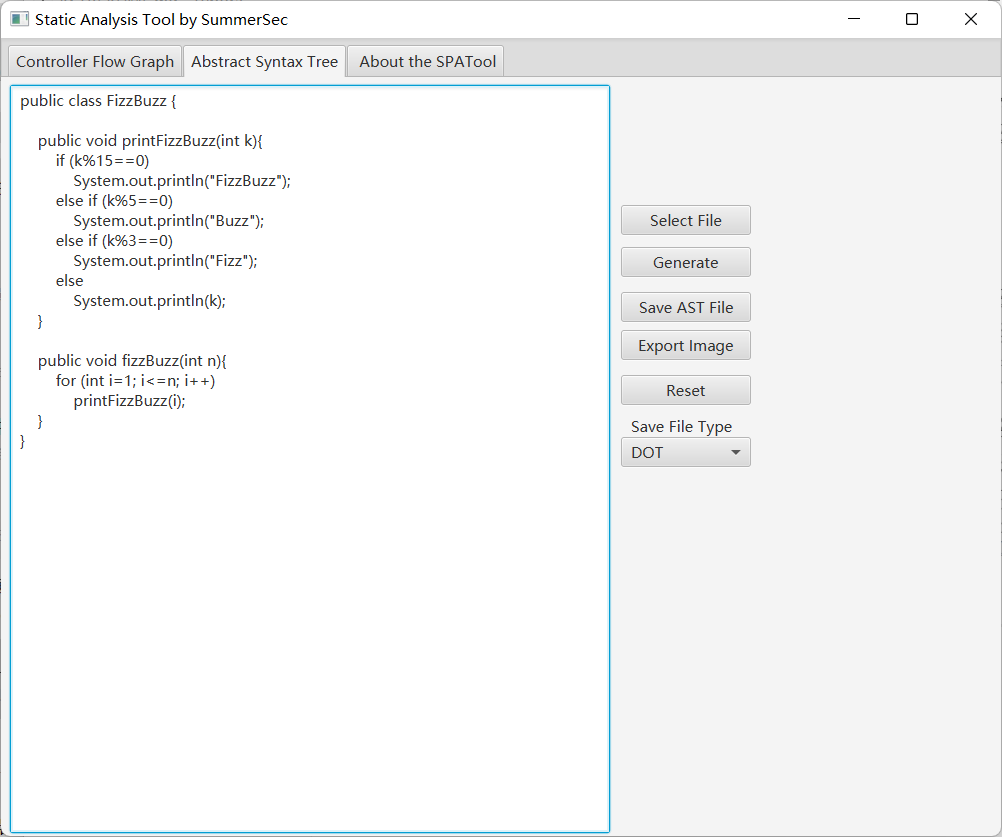 Static Analysis Tool by SummerSec
Controller Flow Graph
Abstract Syntax Tree
About the SPATool
public class FizzBuzz {
public void printFizzBuzz(int k){
if (k%15==0)
System.out.println("FizzBuzz");
else if (k%5==0)
System.out.println("Buzz");
else if (k%3==0)
System.out.println("Fizz");
else
System.out.println(k);
}
public void fizzBuzz(int n){
for (int i=1; i<=n; i++)
printFizzBuzz(i);
}
}
Select File
Generate
Save AST File
Export Image
Reset
Save File Type
DOT